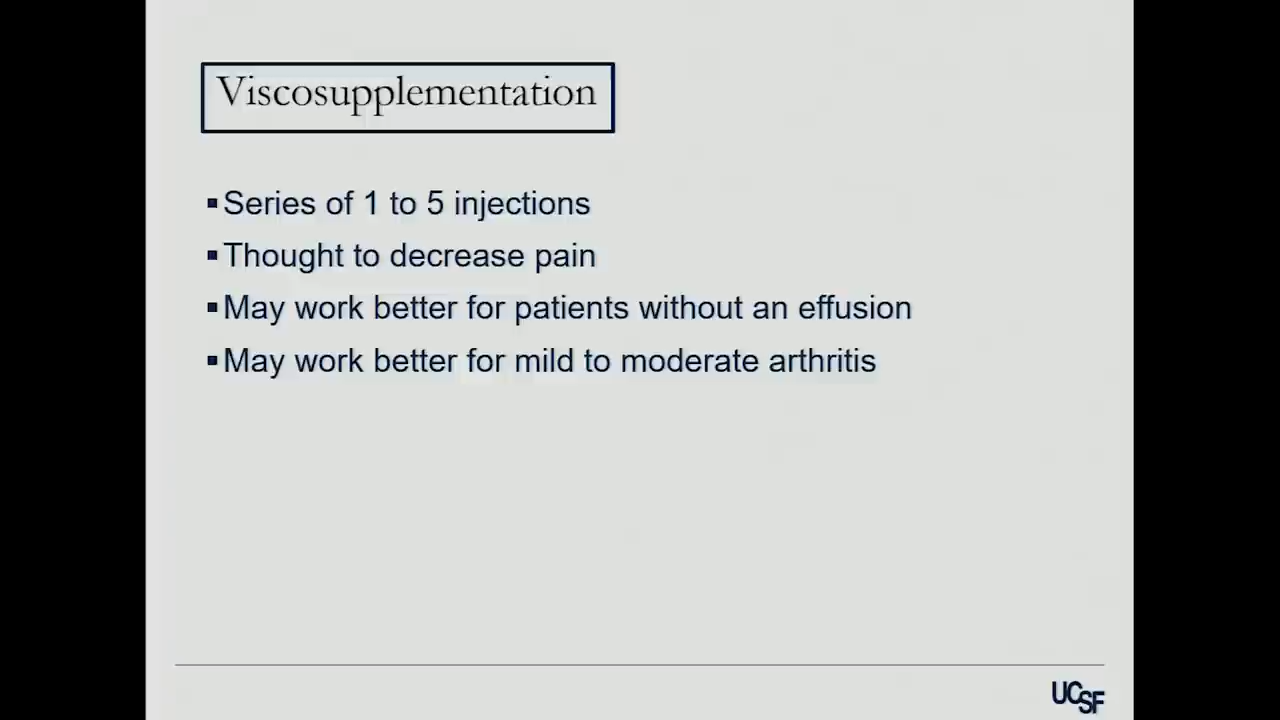 Viscosupplementation
▪Series of 1 to 5 injections
▪Thought to decrease pain
▪May work better for patients without an effusion
▪May work better for mild to moderate arthritis
UCSF